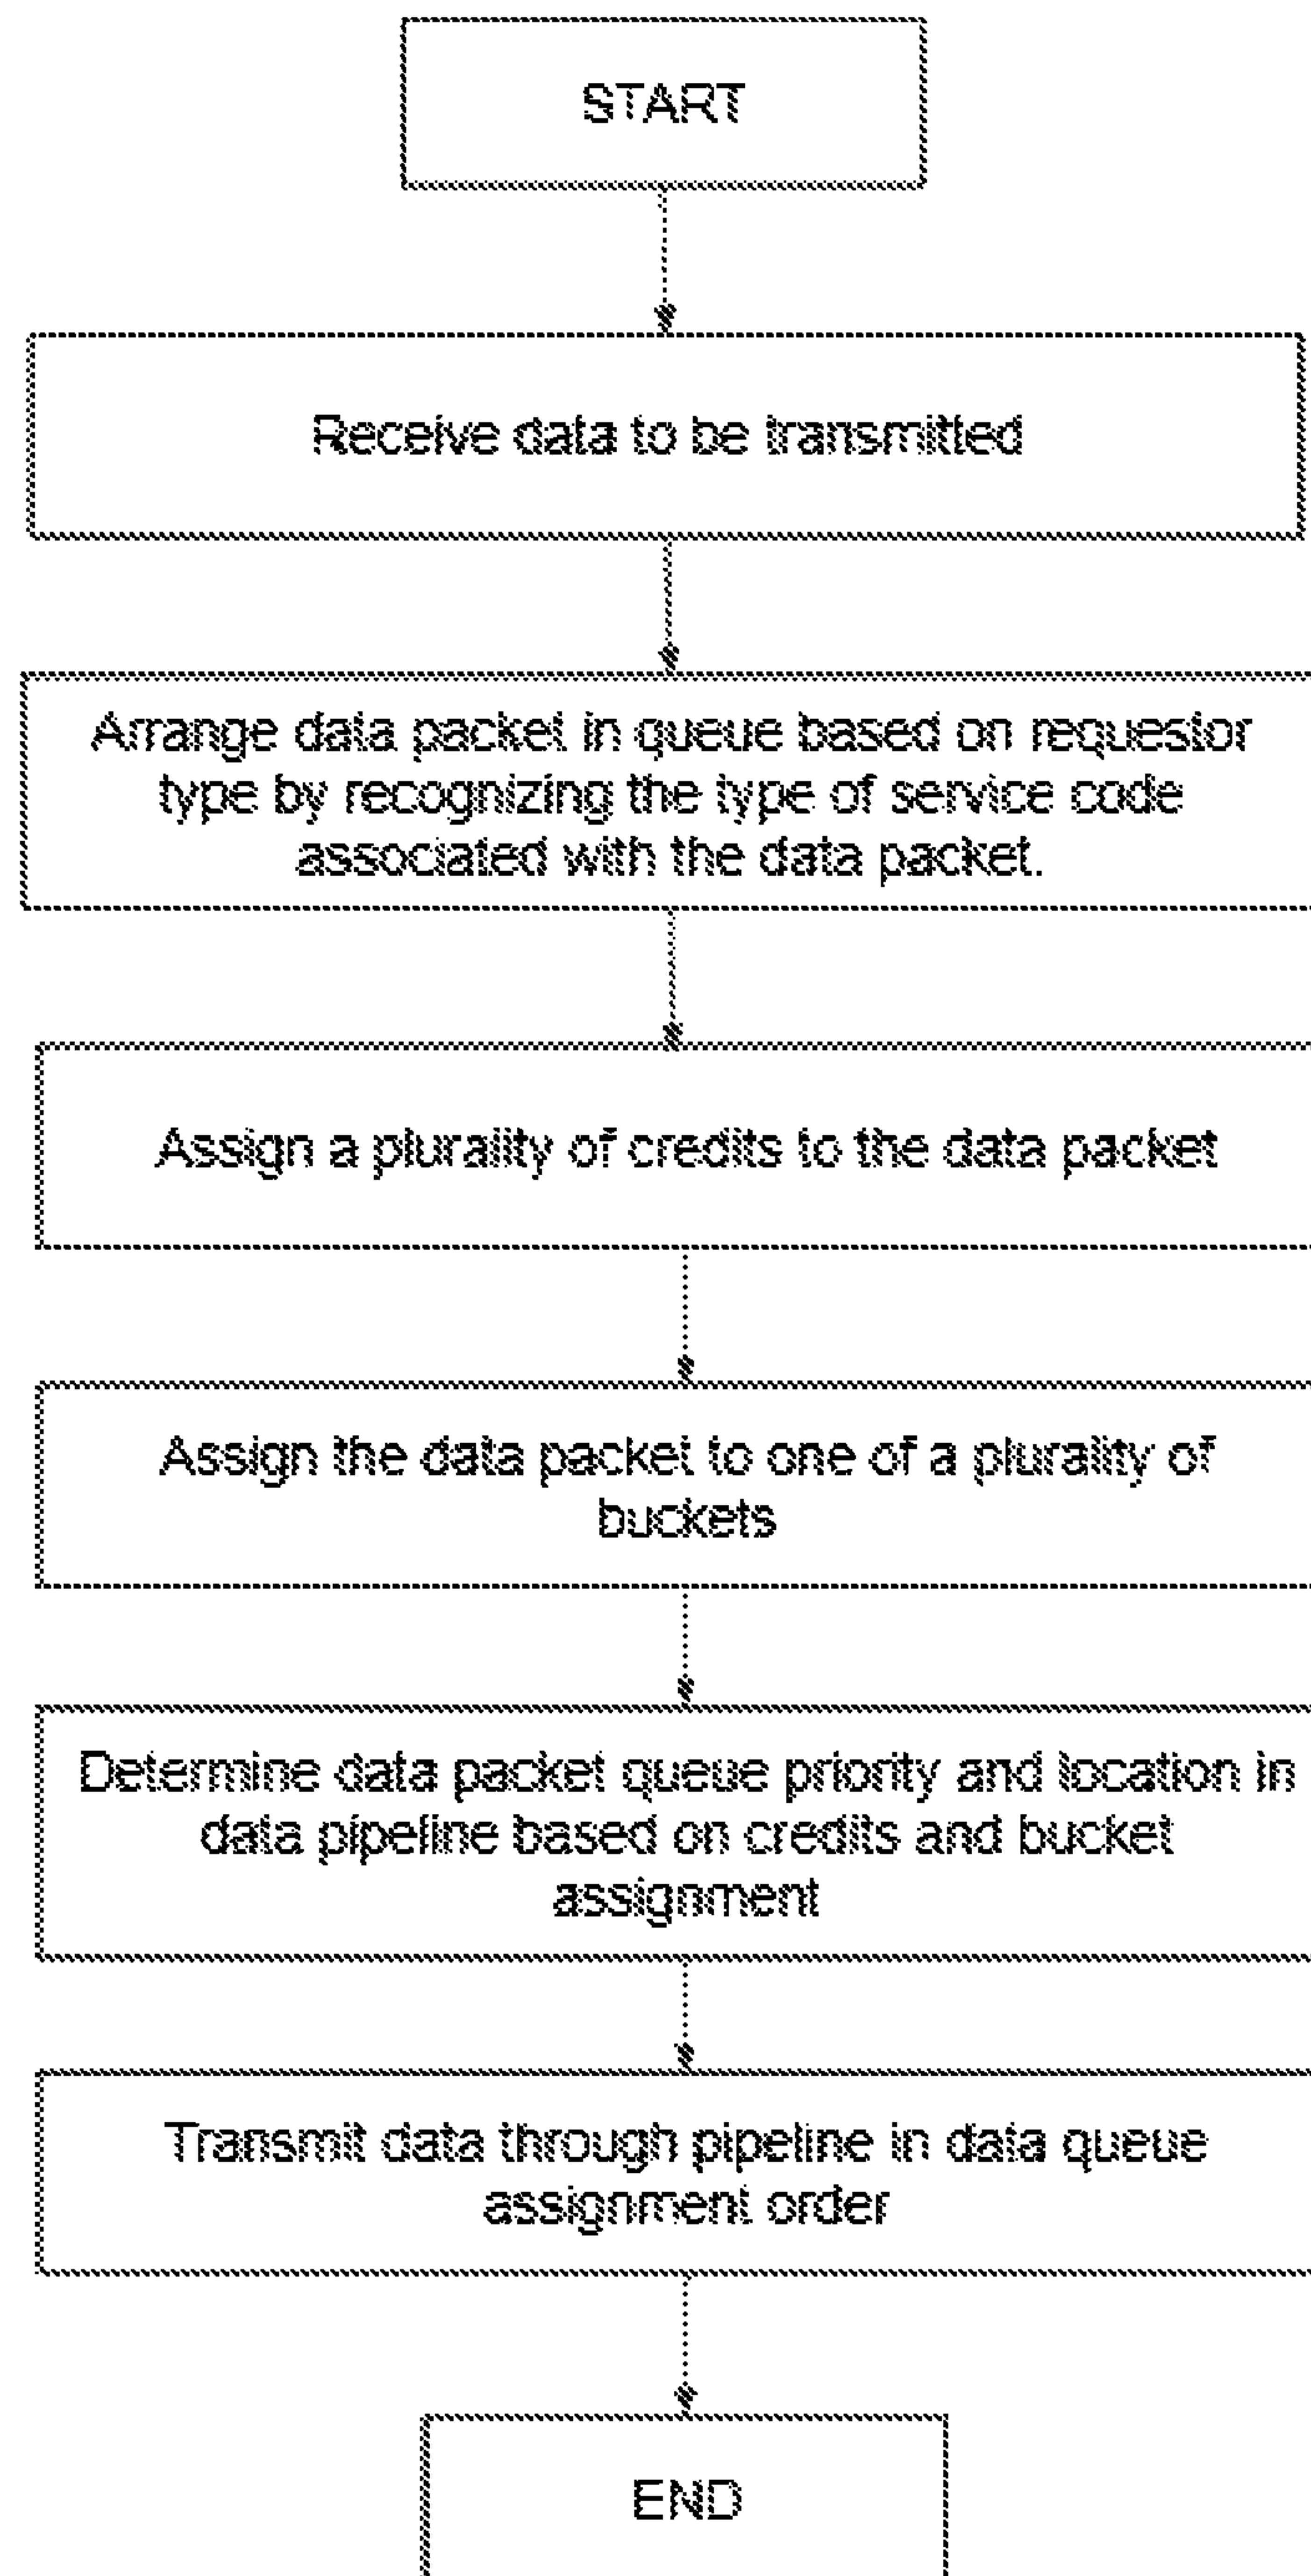 START
Receive data to be transmitted
Arrange data packet in queue based on requestor
type by recognizing the type of service code
associated with the data packet.
Assign a plurality of credits to the data packet
Assign the data packet to one of a plurality of
buckets
Determine data packet queue priority and location in
data pipeline based on credits and bucket
assignment
Transmit data through pipeline in data queue
assignment order
END